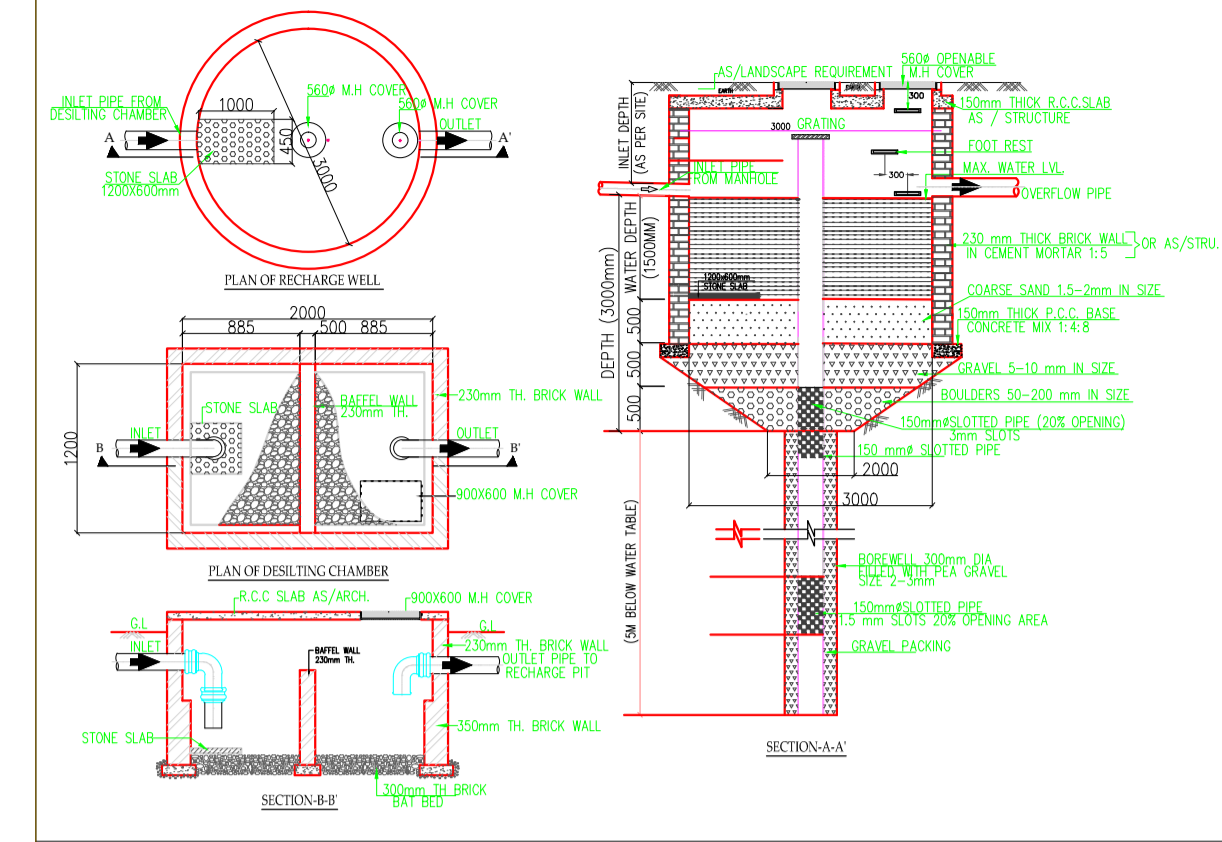 560ø M.H COVER
560ø M.H COVER
INLET PIPE FROM
DESILTING CHAMBER
1000
450
3000
OUTLET
A
A'
STONE SLAB
1200X600mm
PLAN OF RECHARGE WELL
2000
885
500
885
1200
STONE SLAB
BAFFEL WALL
230mm TH.
230mm TH. BRICK WALL
INLET
OUTLET
B
B'
900X600 M.H COVER
PLAN OF DESILTING CHAMBER
R.C.C SLAB AS/ARCH.
900X600 M.H COVER
G.L
G.L
INLET
BAFFEL WALL
230mm TH.
230mm TH. BRICK WALL
OUTLET PIPE TO
RECHARGE PIT
350mm TH. BRICK WALL
STONE SLAB
300mm TH BRICK
BAT BED
SECTION-B-B'
560ø OPENABLE
M.H COVER
AS/LANDSCAPE REQUIREMENT
EARTH
EARTH
300
150mm THICK R.C.C.SLAB
AS / STRUCTURE
INLET DEPTH
(AS PER SITE)
3000
GRATING
FOOT REST
300
MAX. WATER LVL.
INLET PIPE
ROM MANHOLE
OVERFLOW PIPE
DEPTH (3000mm)
WATER DEPTH
(1500MM)
230 mm THICK BRICK WALL
IN CEMENT MORTAR 1:5
OR AS/STRU.
1200x600mm
STONE SLAB
COARSE SAND 1.5-2mm IN SIZE
500
150mm THICK P.C.C. BASE
CONCRETE MIX 1:4:8
500
GRAVEL 5-10 mm IN SIZE
500
BOULDERS 50-200 mm IN SIZE
150mmøSLOTTED PIPE (20% OPENING)
3mm SLOTS
150 mmø SLOTTED PIPE
2000
3000
(5M BELOW WATER TABLE)
BOREWELL 300mm DIA
FILLED WITH PEA GRAVEL
SIZE 2-3mm
150mmøSLOTTED PIPE
1.5 mm SLOTS 20% OPENING AREA
GRAVEL PACKING
SECTION-A-A'